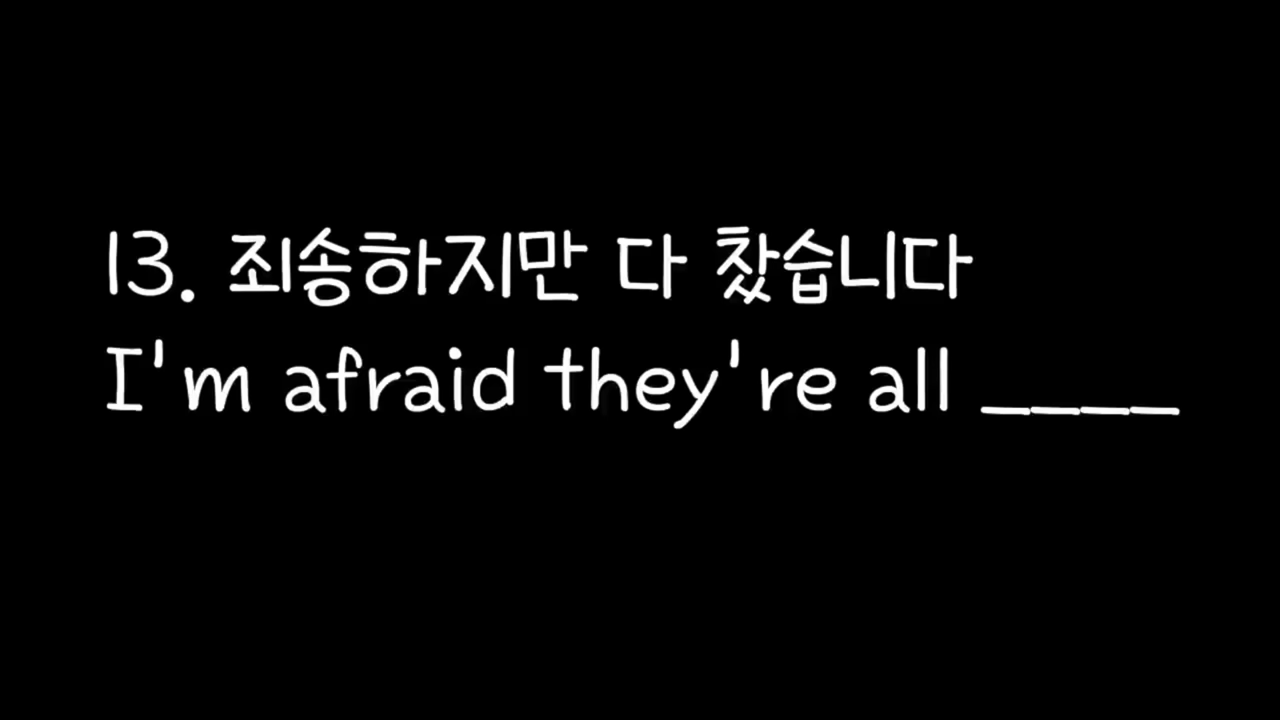 13. 죄송하지만 다 찼습니다
I'm afraid they're all ____